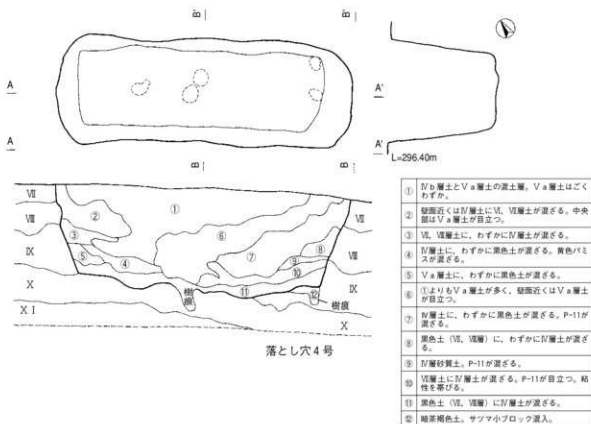 B
B'
A
A'
A
A'
L=296.40m
B
B'
Ⅶ
Ⅷ
Ⅸ
Ⅹ
ⅩⅠ
①
②
③
④
⑤
⑥
⑦
⑧
⑨
⑩
⑪
⑫
Ⅶ
Ⅷ
Ⅸ
Ⅹ
樹痕
樹痕
落とし穴4号
① Ⅳb層土とⅤa層土の混土層。Ⅴa層土はごくわずか。
② 壁面近くはⅣ層土にⅥ、Ⅶ層土が混ざる。中央部はⅤa層土が目立つ。
③ Ⅶ、Ⅷ層土に、わずかにⅣ層土が混ざる。
④ Ⅳ層土に、わずかに黒色土が混ざる。黄色パミスが混ざる。
⑤ Ⅴa層土に、わずかに黒色土が混ざる。
⑥ ①よりもⅤa層土が多く、壁面近くはⅤa層土が目立つ。
⑦ Ⅳ層土に、わずかに黒色土が混ざる。P-11が混ざる。
⑧ 黒色土(Ⅶ、Ⅷ層)に、わずかにⅣ層土が混ざる。
⑨ Ⅳ層砂質土。P-11が混ざる。
⑩ Ⅶ層土にⅣ層土が混ざる。P-11が目立つ。粘性を帯びる。
⑪ 黒色土(Ⅶ、Ⅷ層)にⅣ層土が混ざる。
⑫ 暗茶褐色土。サツマ小ブロック混入。